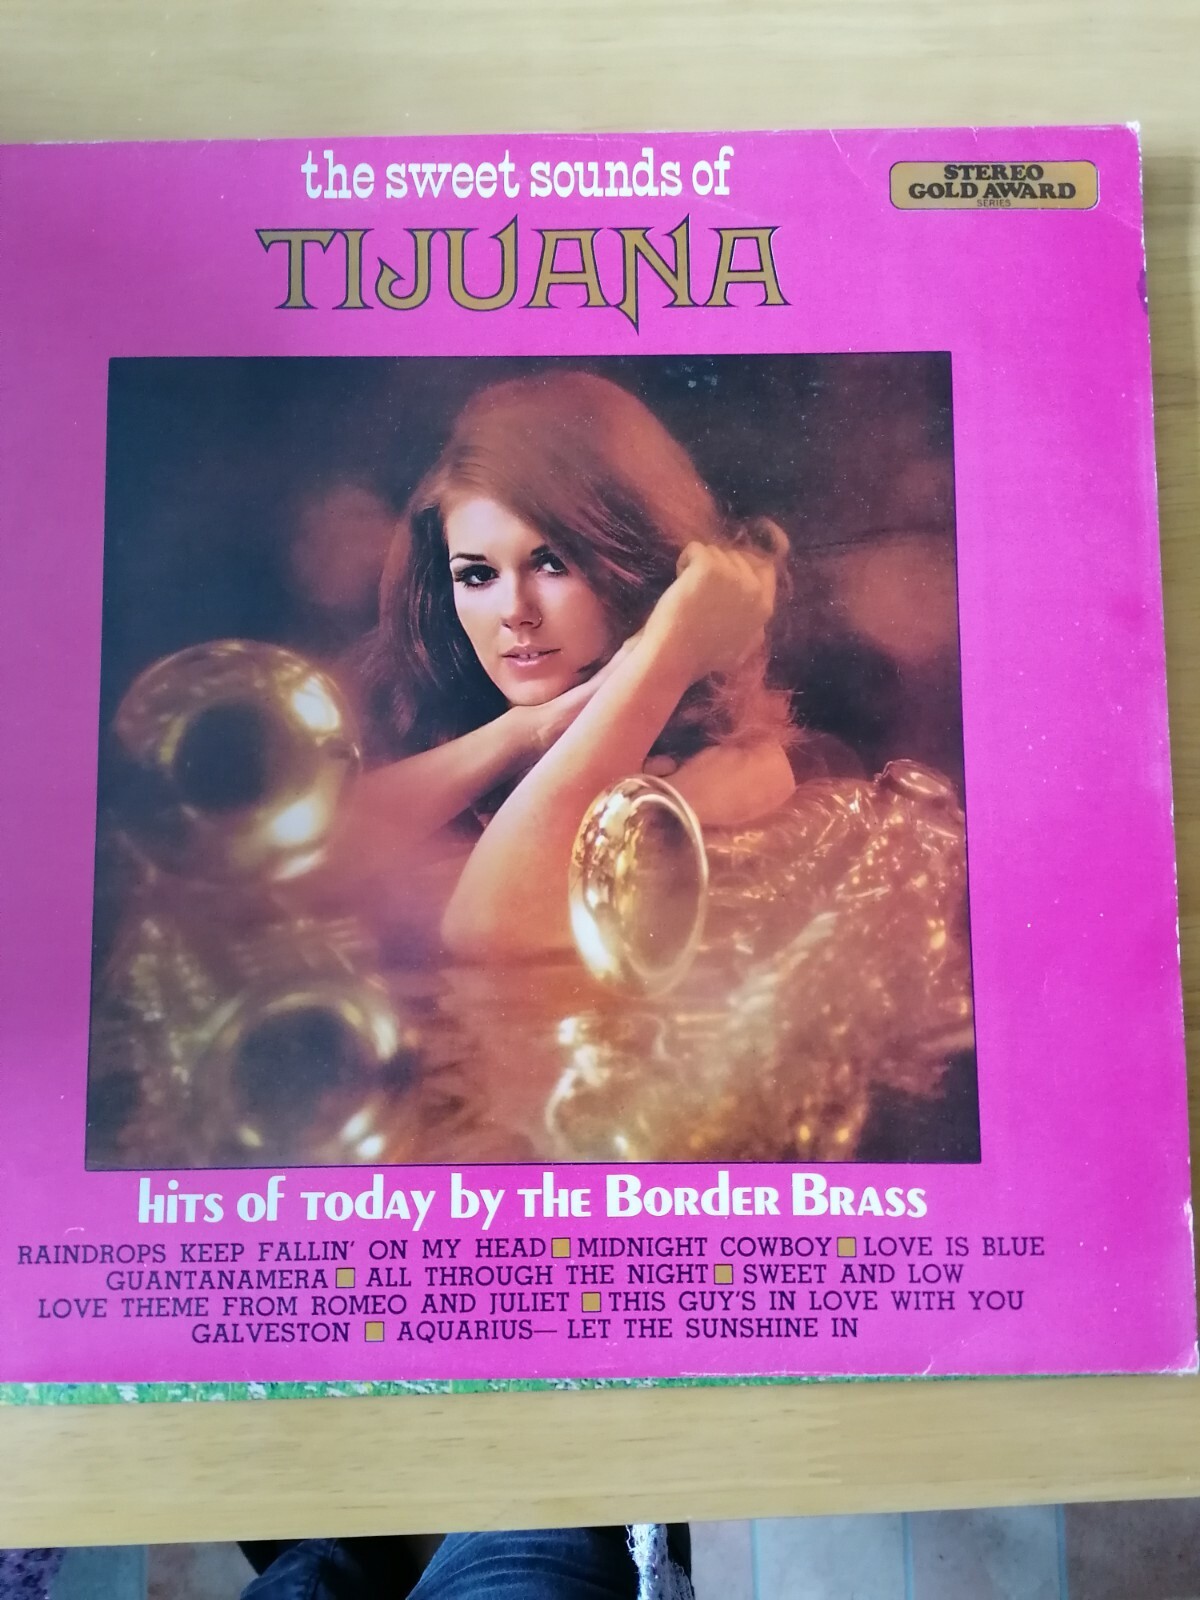 the sweet sounds of
TIJUANA
STEREO
GOLD AWARD
SERIES
hits of today by the Border Brass
RAINDROPS KEEP FALLIN' ON MY HEAD ■ MIDNIGHT COWBOY ■ LOVE IS BLUE
GUANTANAMERA ■ ALL THROUGH THE NIGHT ■ SWEET AND LOW
LOVE THEME FROM ROMEO AND JULIET ■ THIS GUY'S IN LOVE WITH YOU
GALVESTON ■ AQUARIUS— LET THE SUNSHINE IN